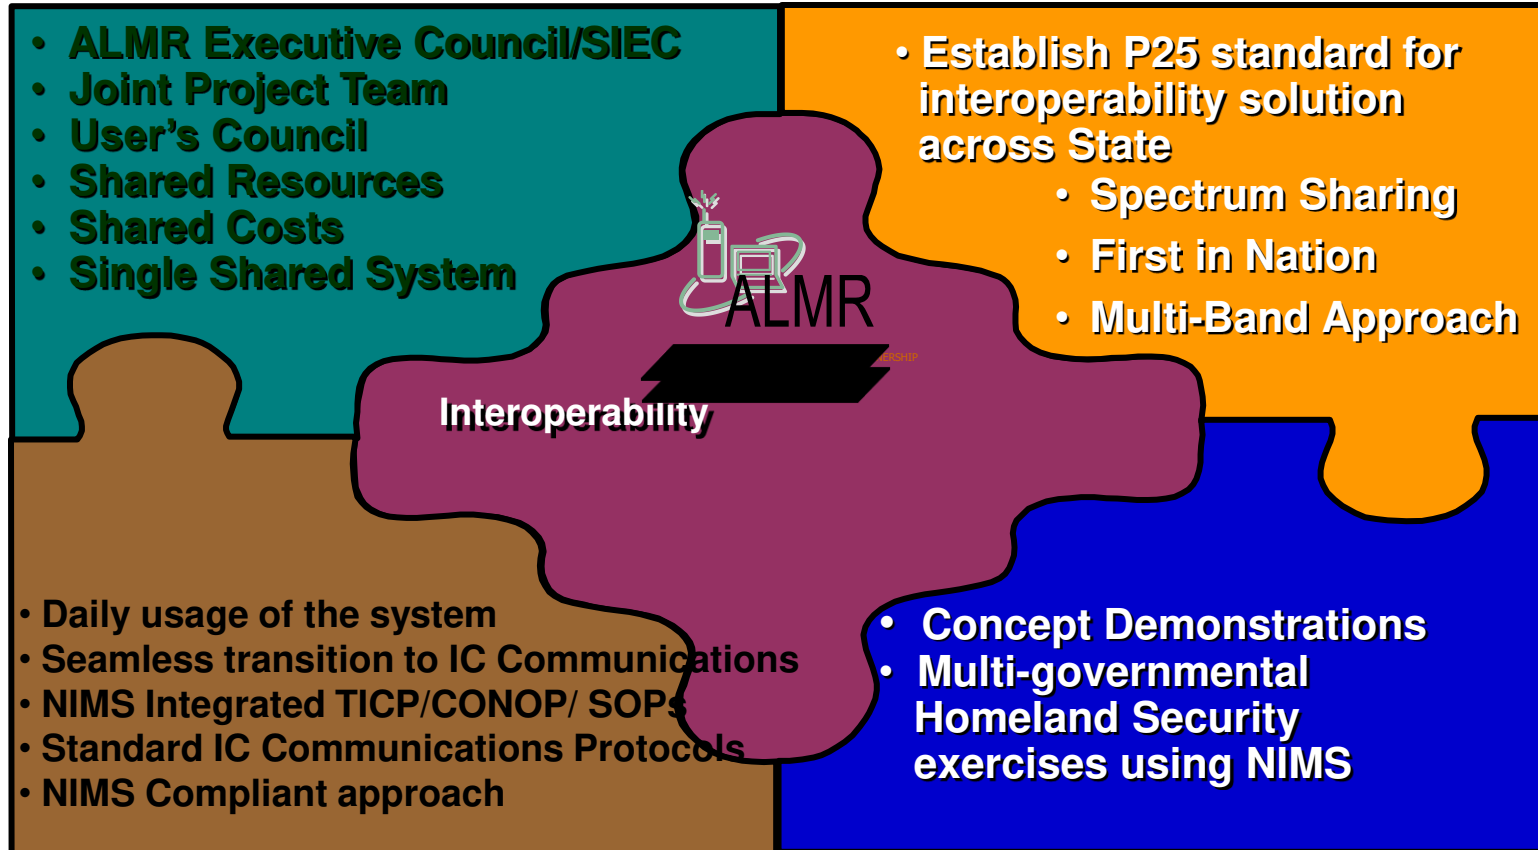 • ALMR Executive Council/SIEC
• Joint Project Team
• User's Council
• Shared Resources
• Shared Costs
• Single Shared System
• Establish P25 standard for
interoperability solution
across State
• Spectrum Sharing
• First in Nation
• Multi-Band Approach
ALMR
Interoperability
• Daily usage of the system
• Seamless transition to IC Communications
• NIMS Integrated TICP/CONOP/ SOPs
• Standard IC Communications Protocols
• NIMS Compliant approach
• Concept Demonstrations
• Multi-governmental
Homeland Security
exercises using NIMS